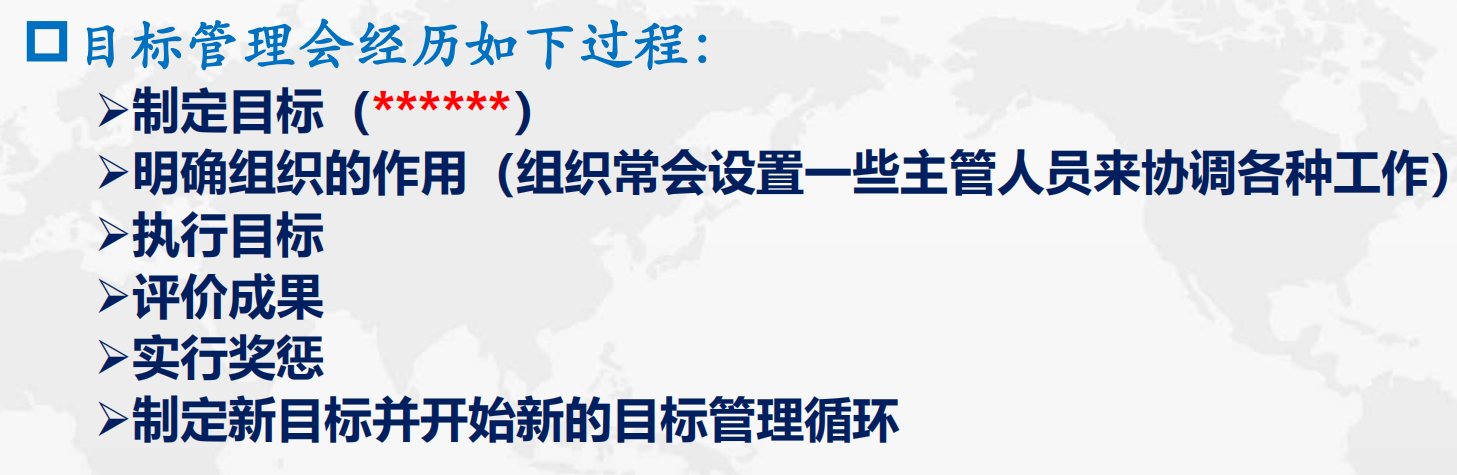 目标管理会经历如下过程：
➢制定目标（******）
➢明确组织的作用（组织常会设置一些主管人员来协调各种工作）
➢执行目标
➢评价成果
➢实行奖惩
➢制定新目标并开始新的目标管理循环